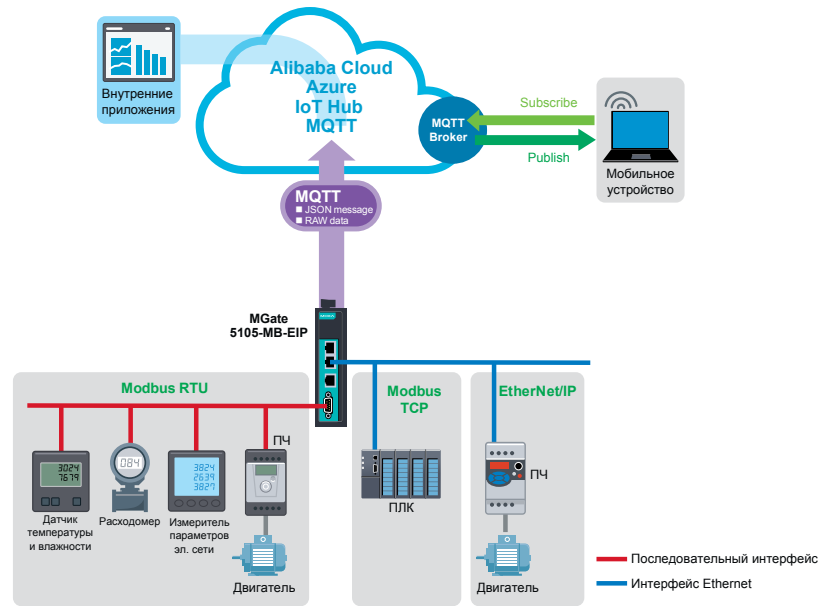 Внутренние
приложения
Alibaba Cloud
Azure
IoT Hub
MQTT
MQTT
Broker
Subscribe
Publish
Мобильное
устройство
MQTT
JSON message
RAW data
MGate
5105-MB-EIP
Modbus RTU
Modbus
TCP
EtherNet/IP
ПЧ
3024
7679
084
3824
2639
3827
Датчик
температуры
и влажности
Расходомер
Измеритель
параметров
эл. сети
Двигатель
ПЛК
ПЧ
Двигатель
Последовательный интерфейс
Интерфейс Ethernet